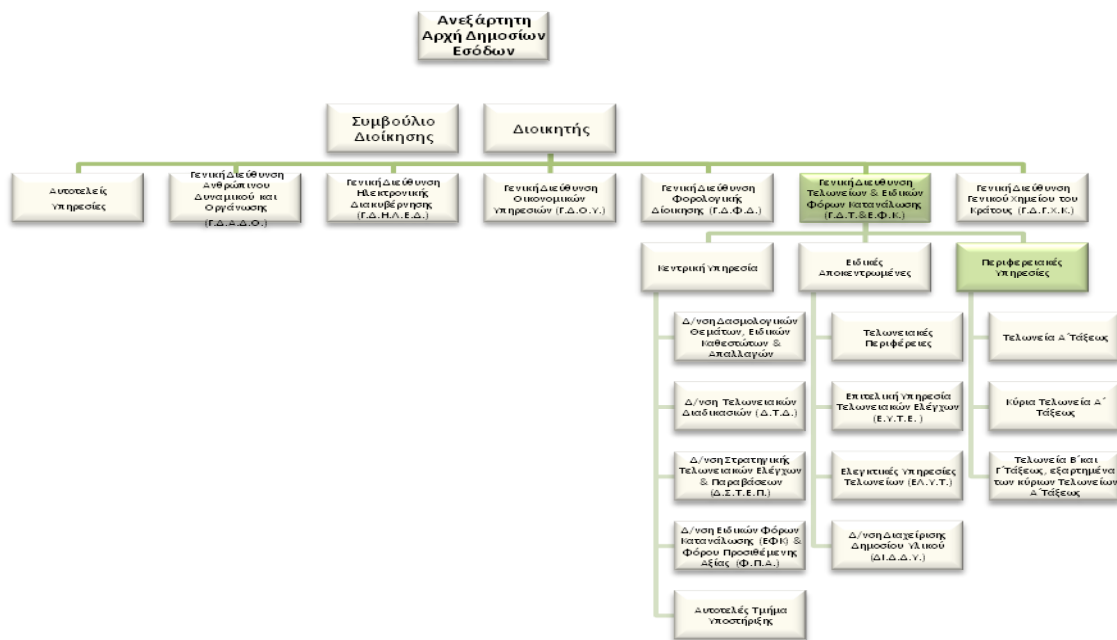 Ανεξάρτητη
Αρχή Δημοσίων
Εσόδων
Συμβούλιο
Διοίκησης
Διοικητής
Αυτοτελείς
Υπηρεσίες
Γενική Διεύθυνση
Ανθρώπινου
Δυναμικού και
Οργάνωσης
(Γ.Δ.Α.Δ.Ο.)
Γενική Διεύθυνση
Ηλεκτρονικής
Διακυβέρνησης
(Γ.Δ.Η.Λ.Ε.Δ.)
Γενική Διεύθυνση
Οικονομικών
Υπηρεσιών (Γ.Δ.Ο.Υ.)
Γενική Διεύθυνση
Φορολογικής
Δίοικησης (Γ.Δ.Φ.Δ.)
Γενική Διευθυνση
Τελωνείων & Ειδικών
Φόρων Κατανάλωσης
(Γ.Δ.Τ.&Ε.Φ.Κ.)
Γενική Διεύθυνση
Γενικού Χημείου του
Κράτους (Γ.Δ.Γ.Χ.Κ.)
Κεντρική Υπηρεσία
Δ/νση Δασμολογικών
Θεμάτων, Ειδικών
Καθεστώτων &
Απαλλαγών
Δ/νση Τελωνειακών
Διαδικασιών (Δ.Τ.Δ.)
Δ/νση Στρατηγικής
Τελωνειακών Ελέγχων
& Παραβάσεων
(Δ.Σ.Τ.Ε.Π.)
Δ/νση Ειδικών Φόρων
Κατανάλωσης (ΕΦΚ) &
Φόρου Προσιθέμενης
Αξίας (Φ.Π.Α.)
Αυτοτελές Τμήμα
Υποστήριξης
Ειδικές
Αποκεντρωμένες
Τελωνειακές
Περιφέρειες
Επιτελική Υπηρεσία
Τελωνειακών Ελέγχων
(Ε.Υ.Τ.Ε. )
Ελεγκτικές Υπηρεσίες
Τελωνείων (ΕΛ.Υ.Τ.)
Δ/νση Διαχείρισης
Δημοσίου Υλικού
(ΔΙ.Δ.Δ.Υ.)
Περιφερειακές
Υπηρεσίες
Τελωνεία Α΄Τάξεως
Κύρια Τελωνεία Α΄
Τάξεως
Τελωνεία Β΄και
Γ΄Τάξεως, εξαρτημένα
των κύριων Τελωνείων
Α΄Τάξεως